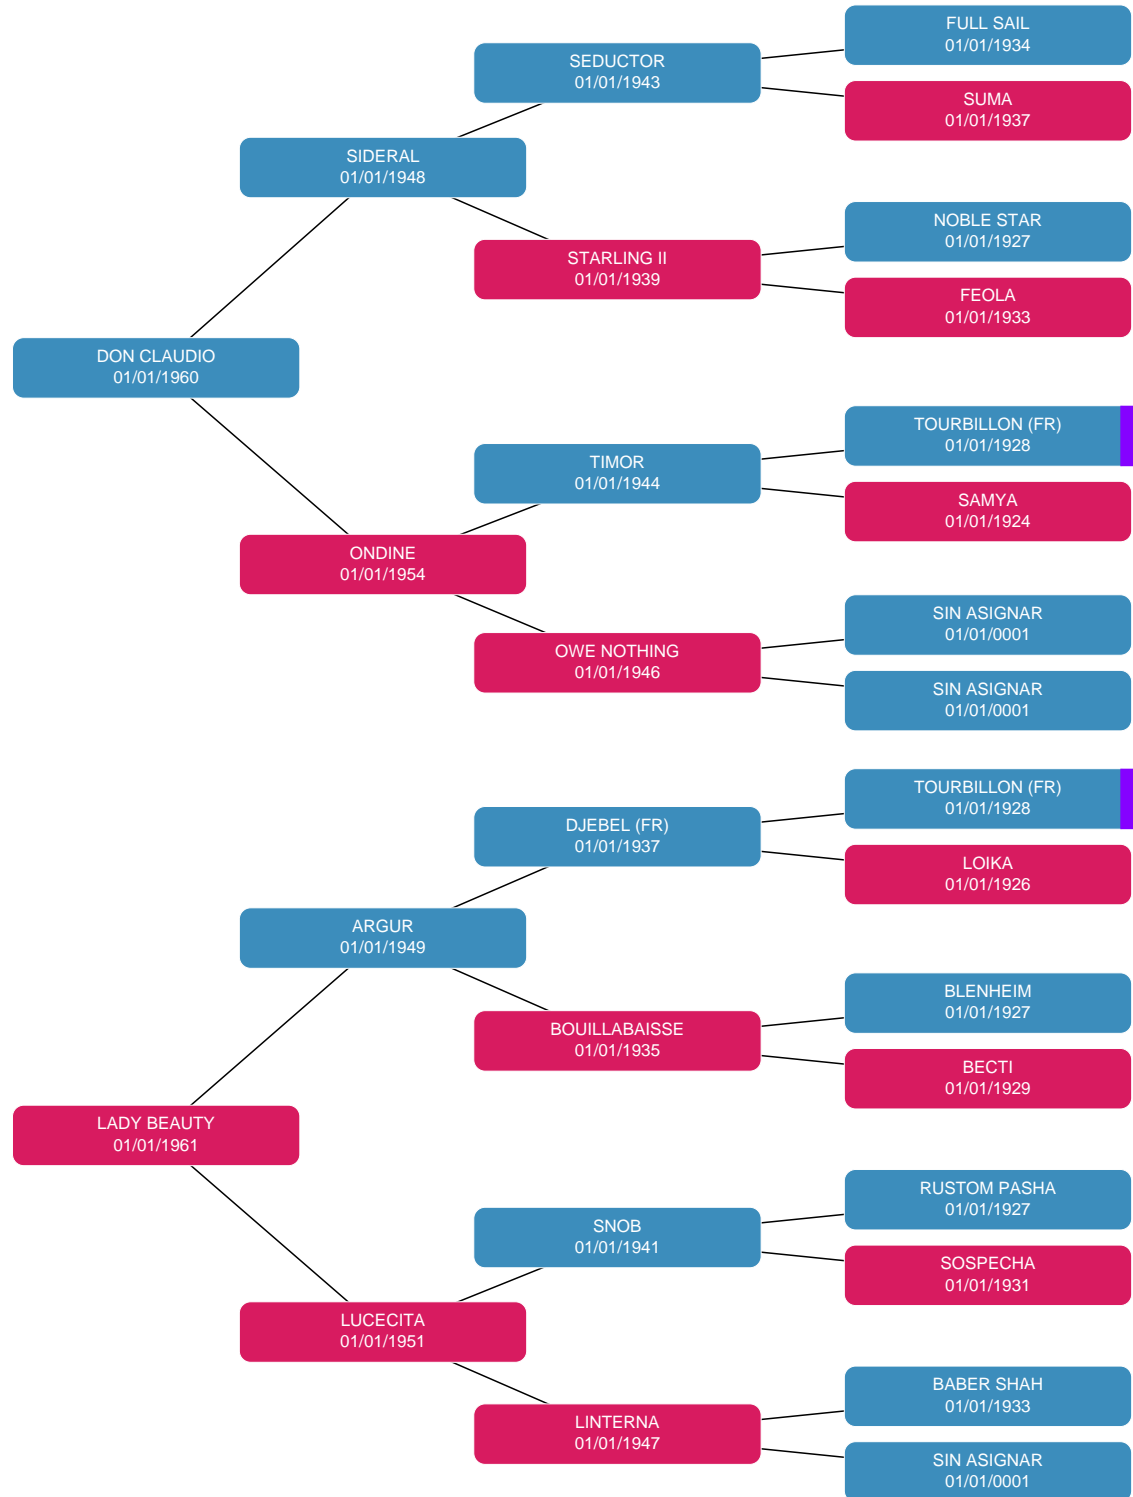 FULL SAIL
01/01/1934
SEDUCTOR
01/01/1943
SUMA
01/01/1937
SIDERAL
01/01/1948
NOBLE STAR
01/01/1927
STARLING II
01/01/1939
FEOLA
01/01/1933
DON CLAUDIO
01/01/1960
TOURBILLON (FR)
01/01/1928
TIMOR
01/01/1944
SAMYA
01/01/1924
ONDINE
01/01/1954
SIN ASIGNAR
01/01/0001
OWE NOTHING
01/01/1946
SIN ASIGNAR
01/01/0001
TOURBILLON (FR)
01/01/1928
DJEBEL (FR)
01/01/1937
LOIKA
01/01/1926
ARGUR
01/01/1949
BLENHEIM
01/01/1927
BOUILLABAISSE
01/01/1935
BECTI
01/01/1929
LADY BEAUTY
01/01/1961
RUSTOM PASHA
01/01/1927
SNOB
01/01/1941
SOSPECHA
01/01/1931
LUCECITA
01/01/1951
BABER SHAH
01/01/1933
LINTERNA
01/01/1947
SIN ASIGNAR
01/01/0001